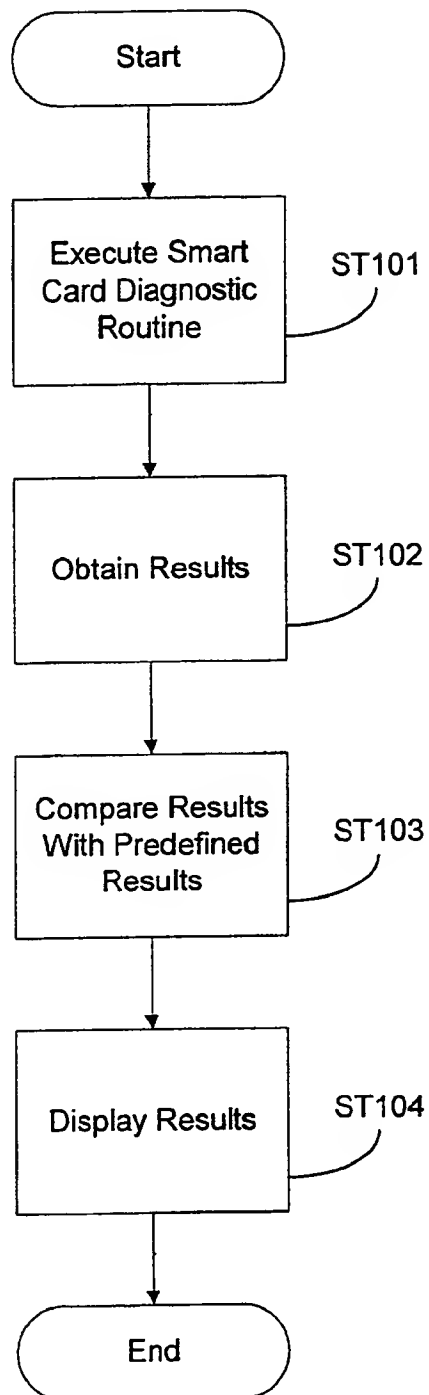 Start
Execute Smart
Card Diagnostic
Routine
ST101
Obtain Results
ST102
Compare Results
With Predefined
Results
ST103
Display Results
ST104
End